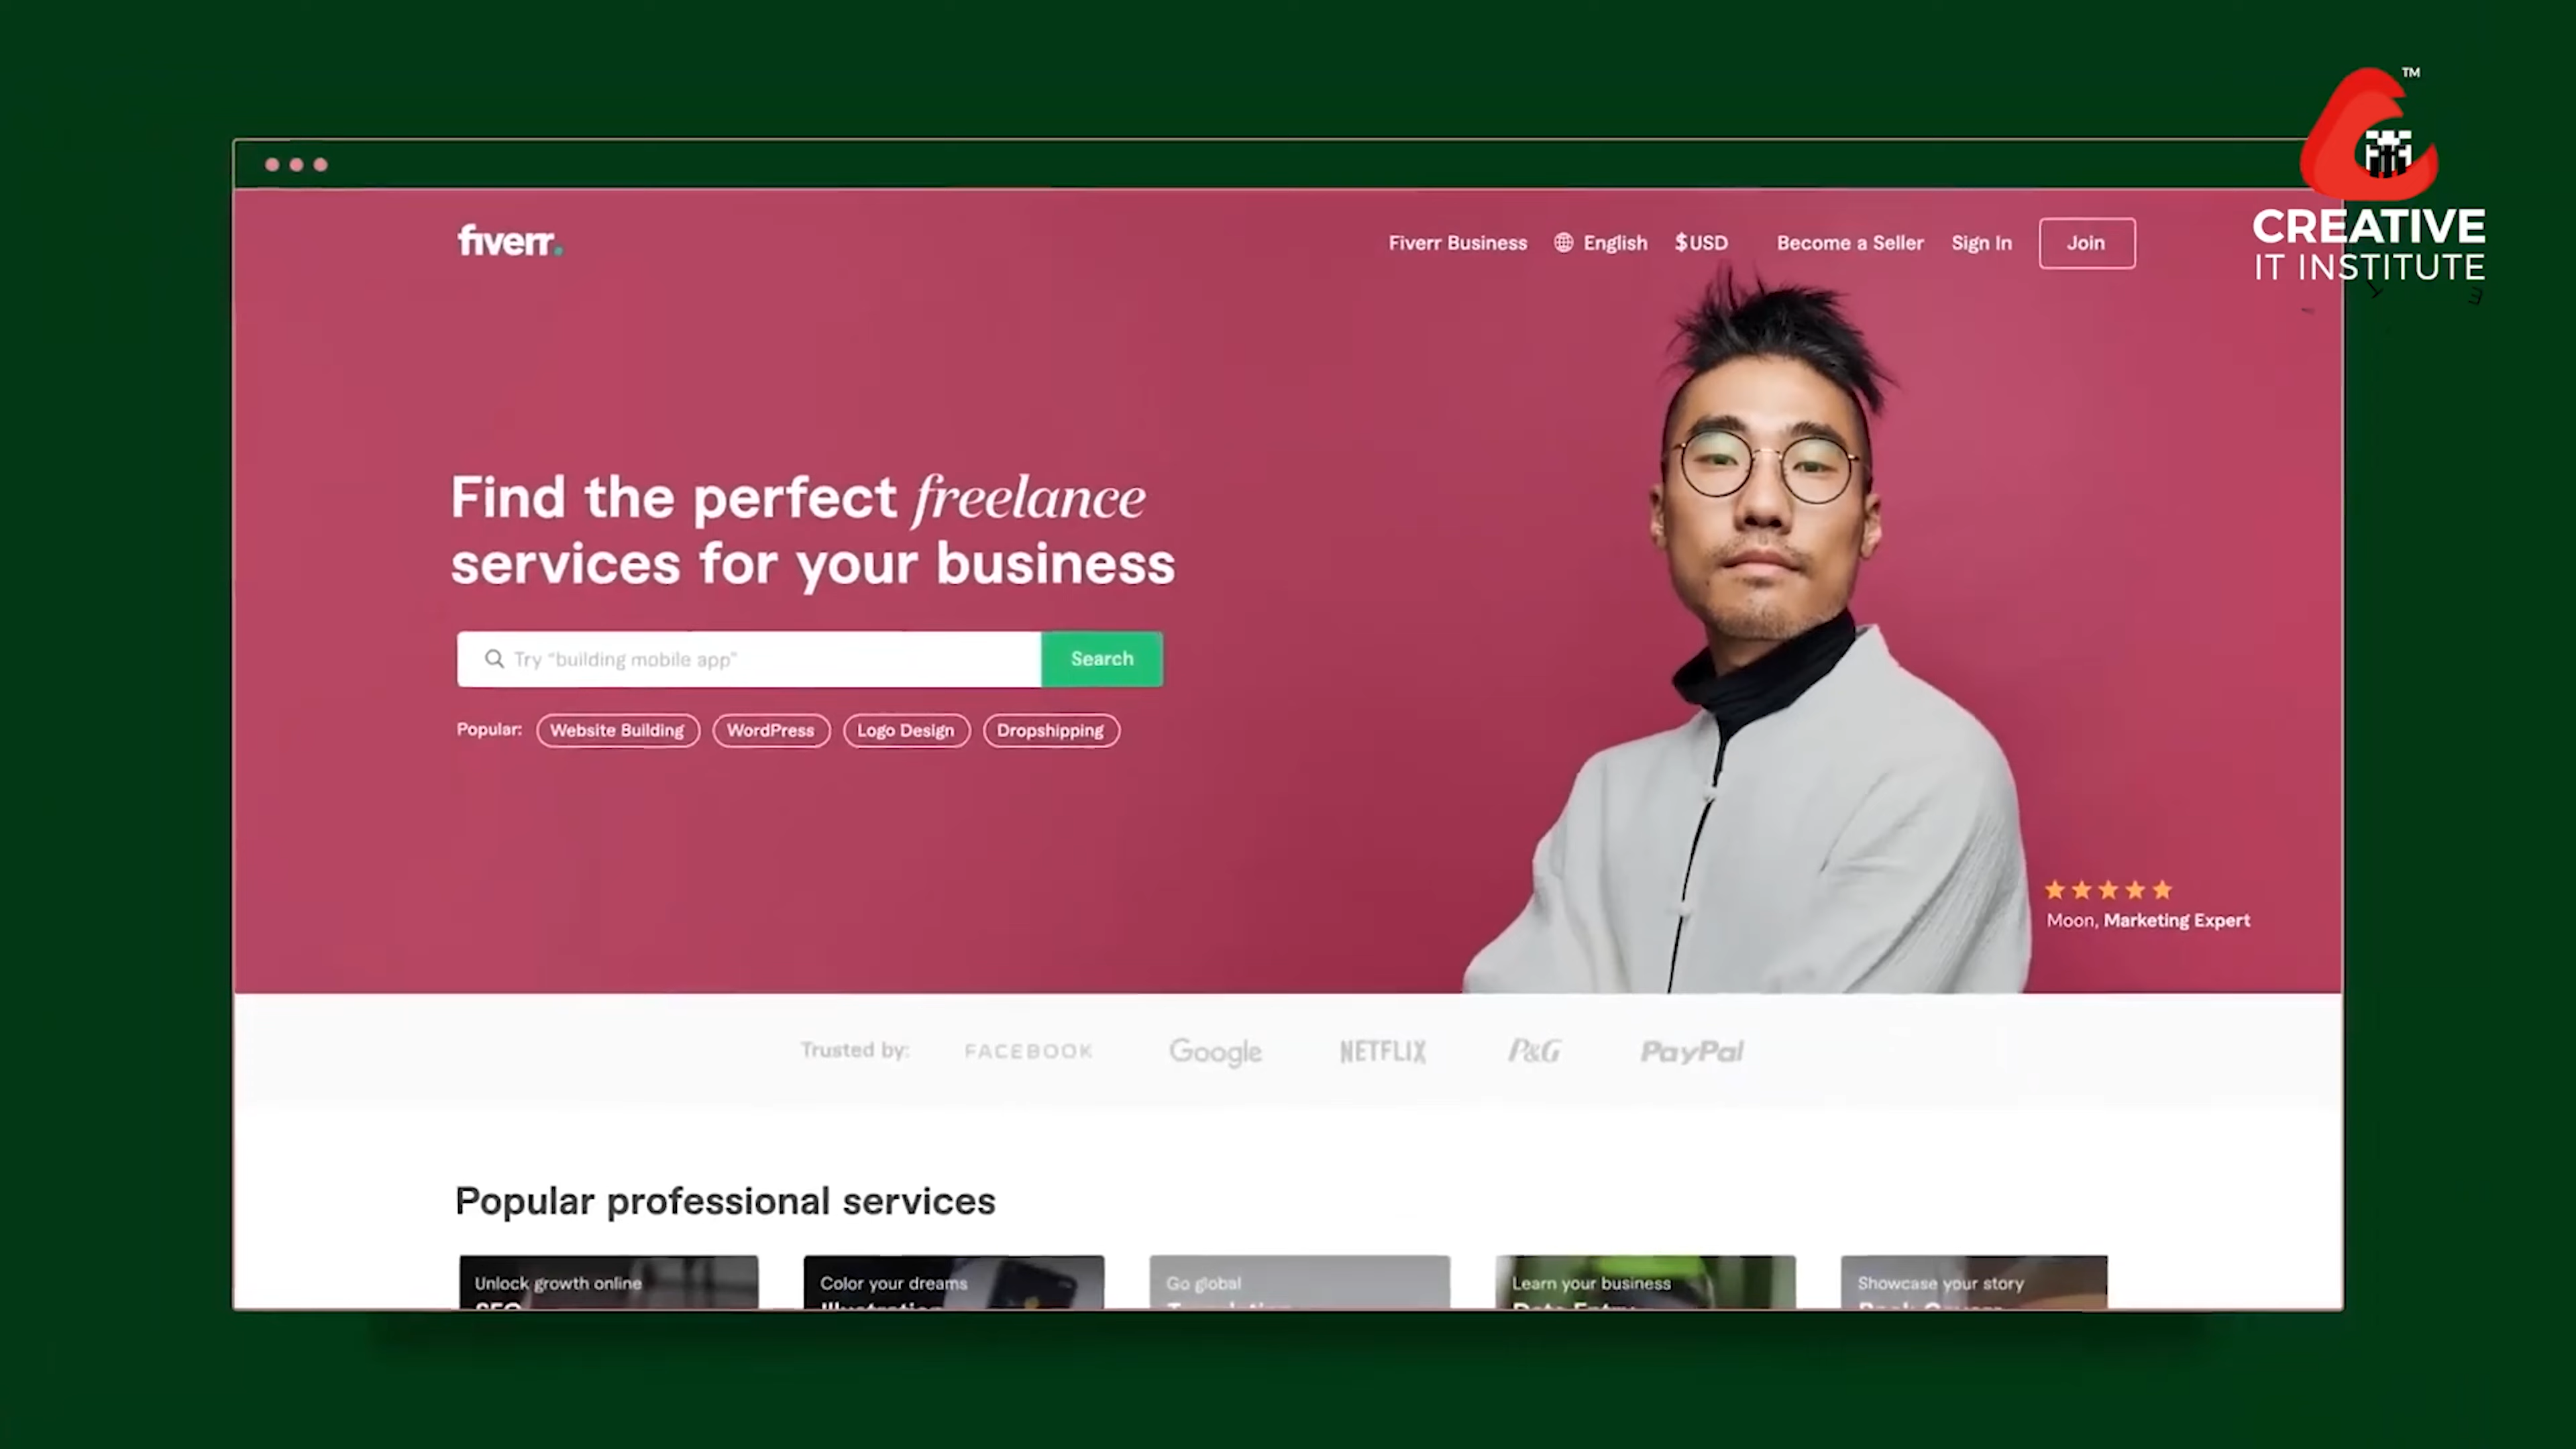 TM
CREATIVE
IT INSTITUTE
fiverr.
Fiverr Business English $USD Become a Seller Sign In Join
Find the perfect freelance
services for your business
Try “building mobile app” Search
Popular: Website Building WordPress Logo Design Dropshipping
Moon, Marketing Expert
Trusted by: FACEBOOK Google NETFLIX P&G PayPal
Popular professional services
Unlock growth online
Color your dreams
Go global
Learn your business
Showcase your story